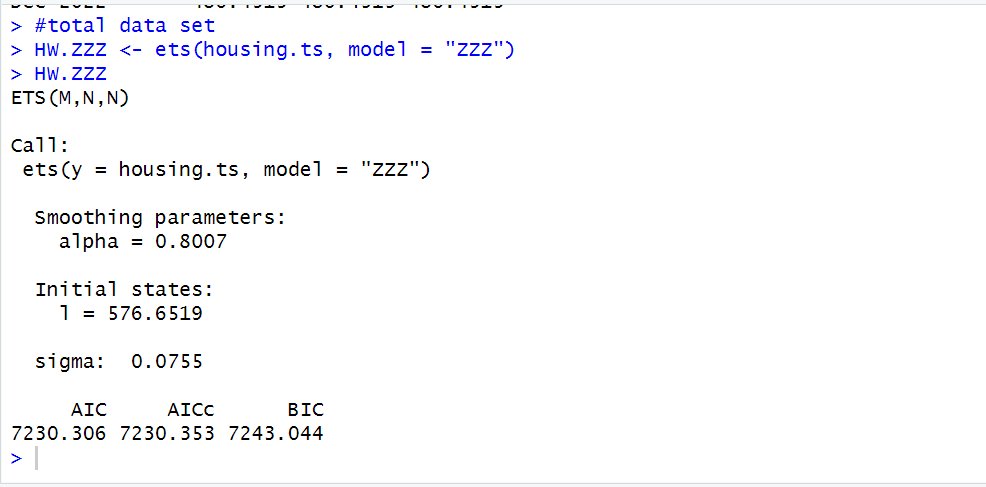 > #total data set
> HW.ZZZ <- ets(housing.ts, model = "ZZZ")
> HW.ZZZ
ETS(M,N,N)
Call:
ets(y = housing.ts, model = "ZZZ")
Smoothing parameters:
alpha = 0.8007
Initial states:
l = 576.6519
sigma: 0.0755
AIC AICc BIC
7230.306 7230.353 7243.044
>